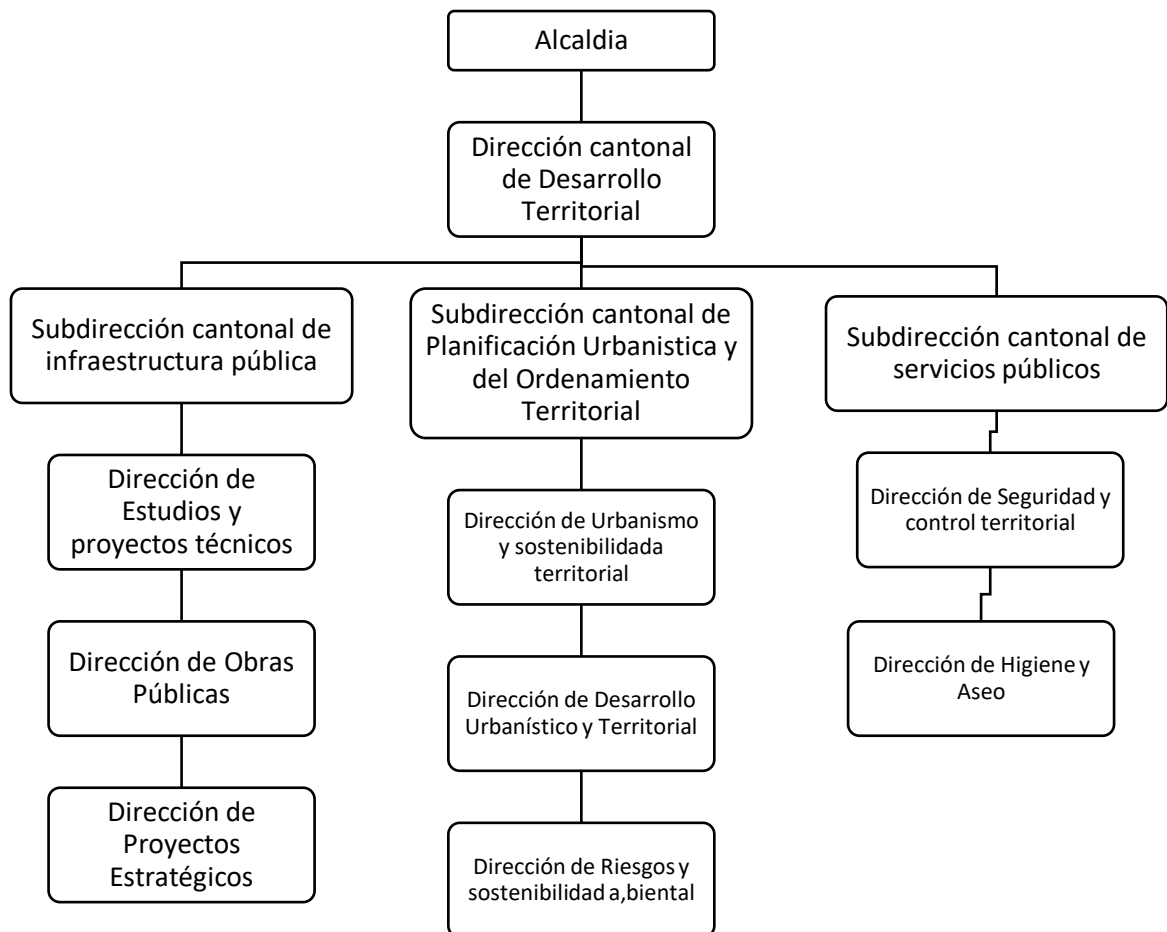 Alcaldia
Dirección cantonal
de Desarrollo
Territorial
Subdirección cantonal de
infraestructura pública
Subdirección cantonal de
Planificación Urbanistica y
del Ordenamiento
Territorial
Subdirección cantonal de
servicios públicos
Dirección de
Estudios y
proyectos técnicos
Dirección de Urbanismo
y sostenibilidada
territorial
Dirección de Seguridad y
control territorial
Dirección de Obras
Públicas
Dirección de Desarrollo
Urbanístico y Territorial
Dirección de Higiene y
Aseo
Dirección de
Proyectos
Estratégicos
Dirección de Riesgos y
sostenibilidad a,biental